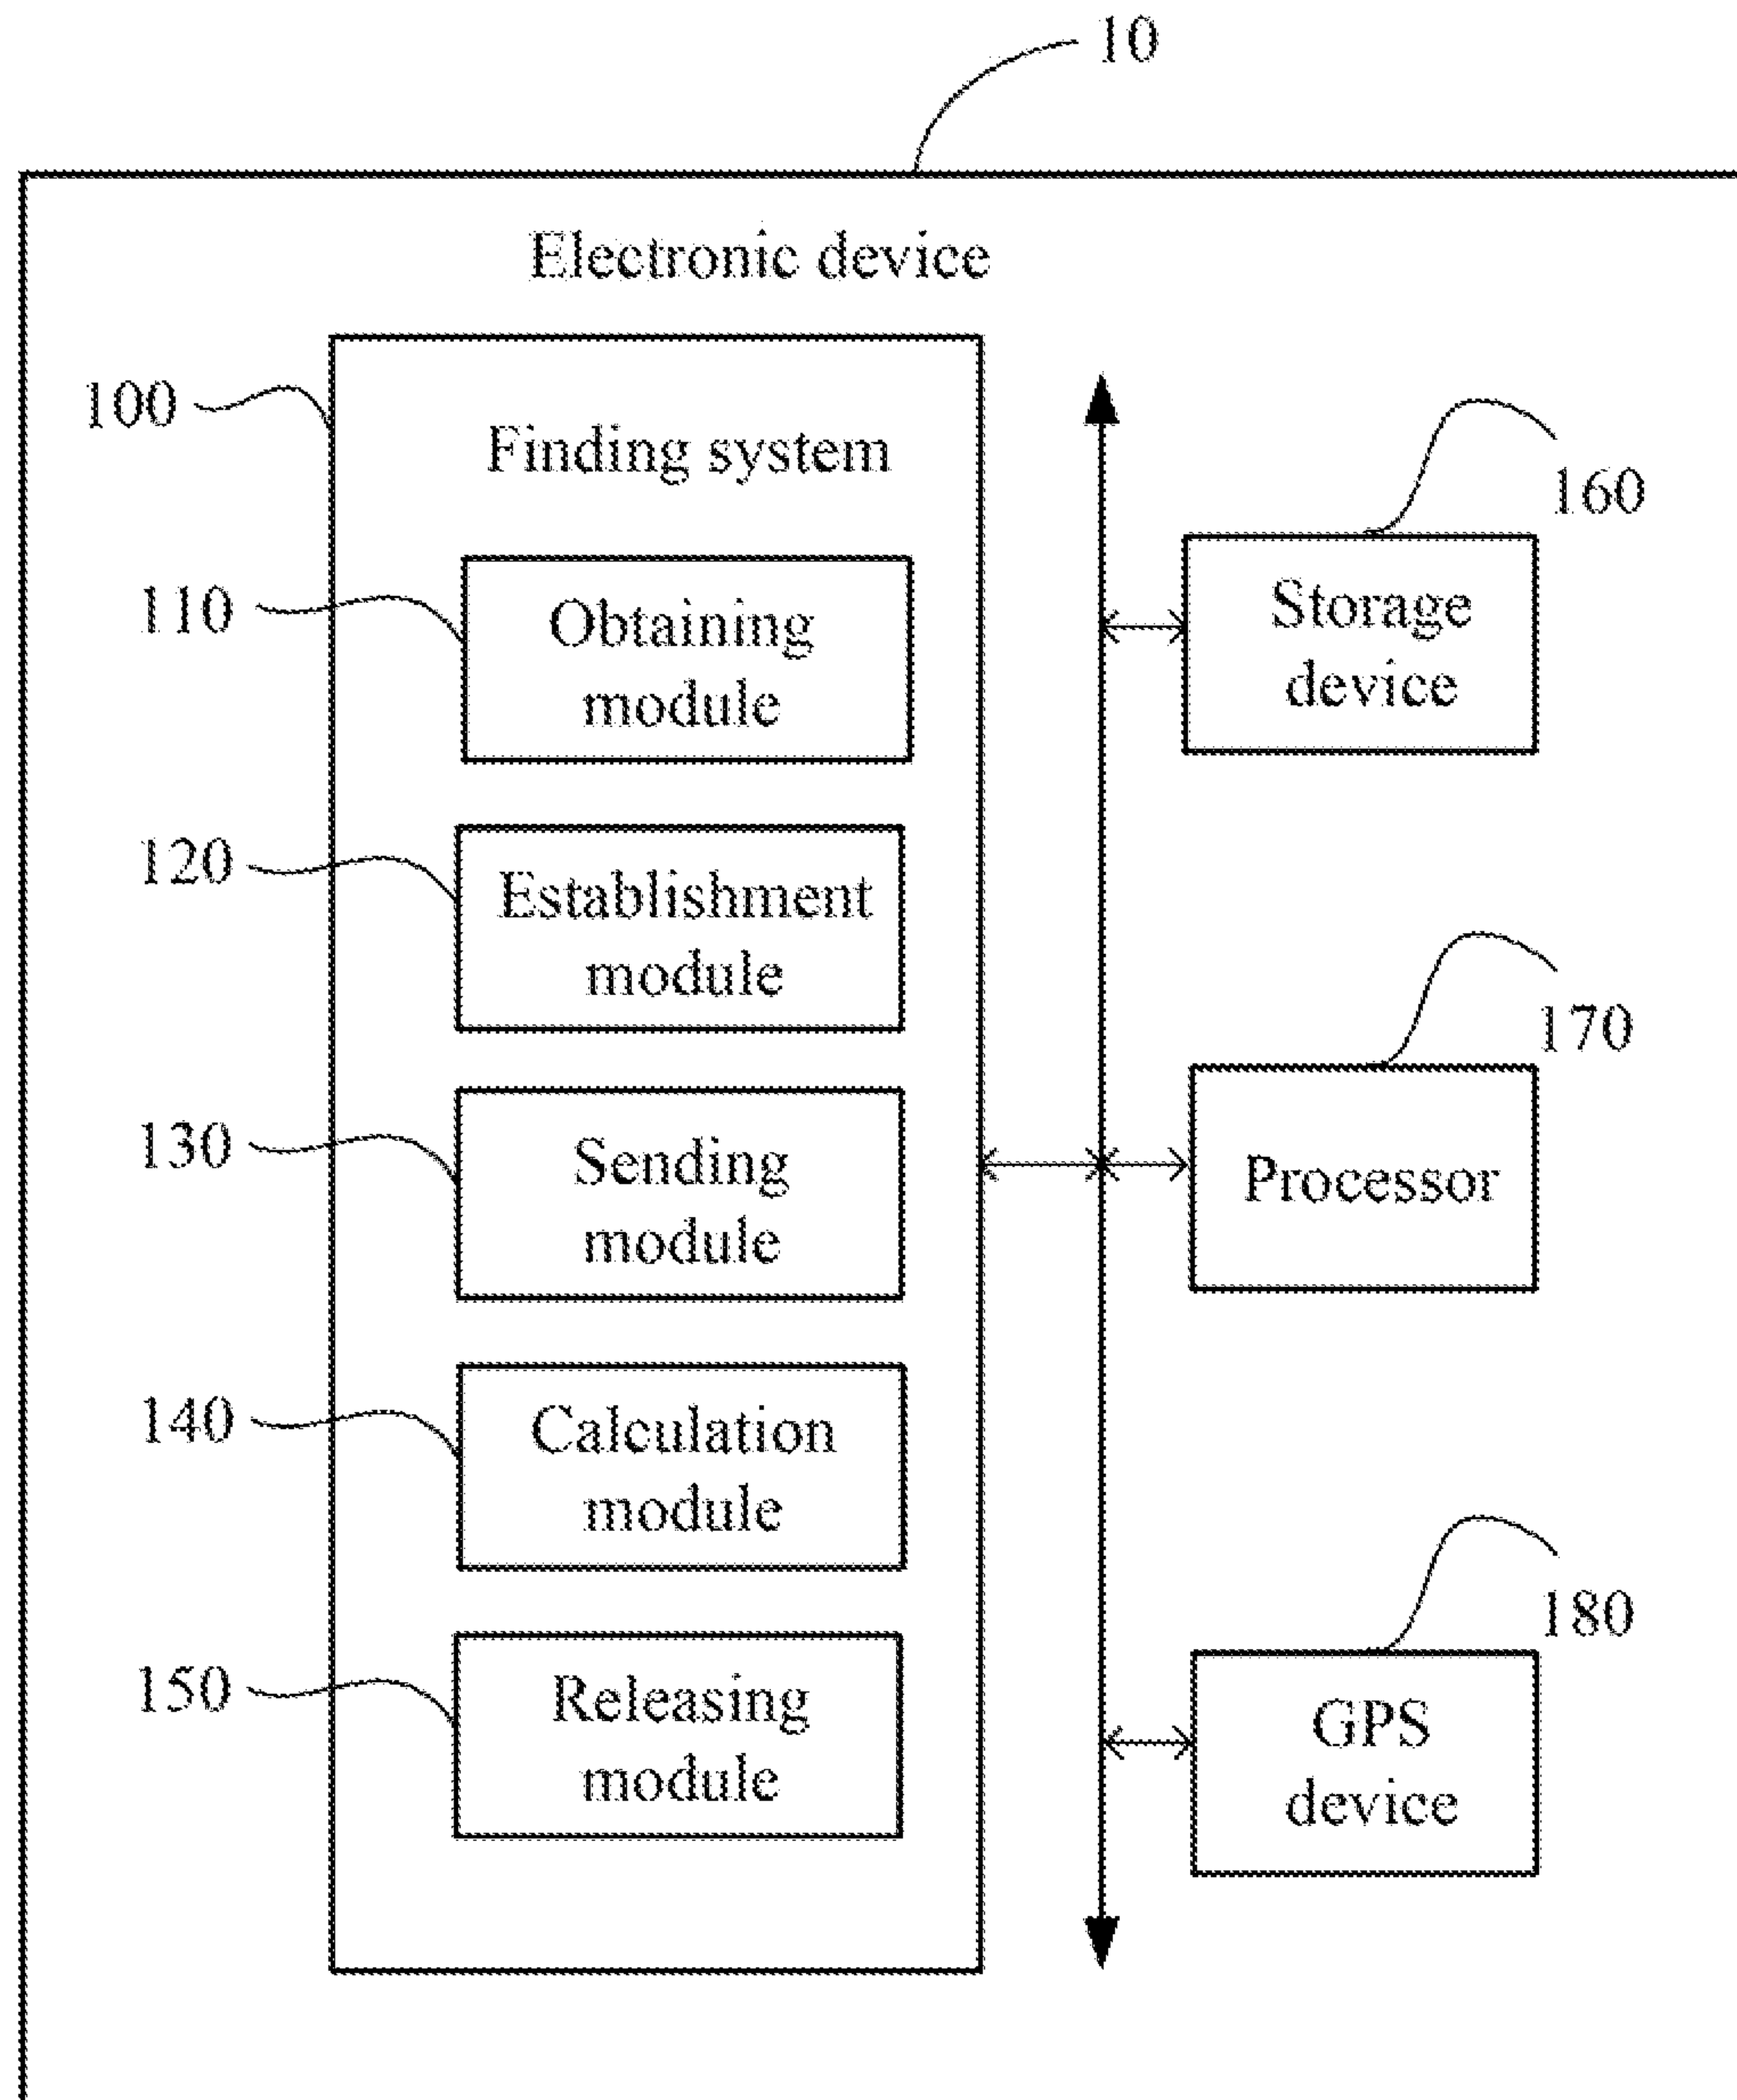 10
Electronic device
100
Finding system
110
Obtaining
module
120
Establishment
module
130
Sending
module
140
Calculation
module
150
Releasing
module
160
Storage
device
170
Processor
180
GPS
device